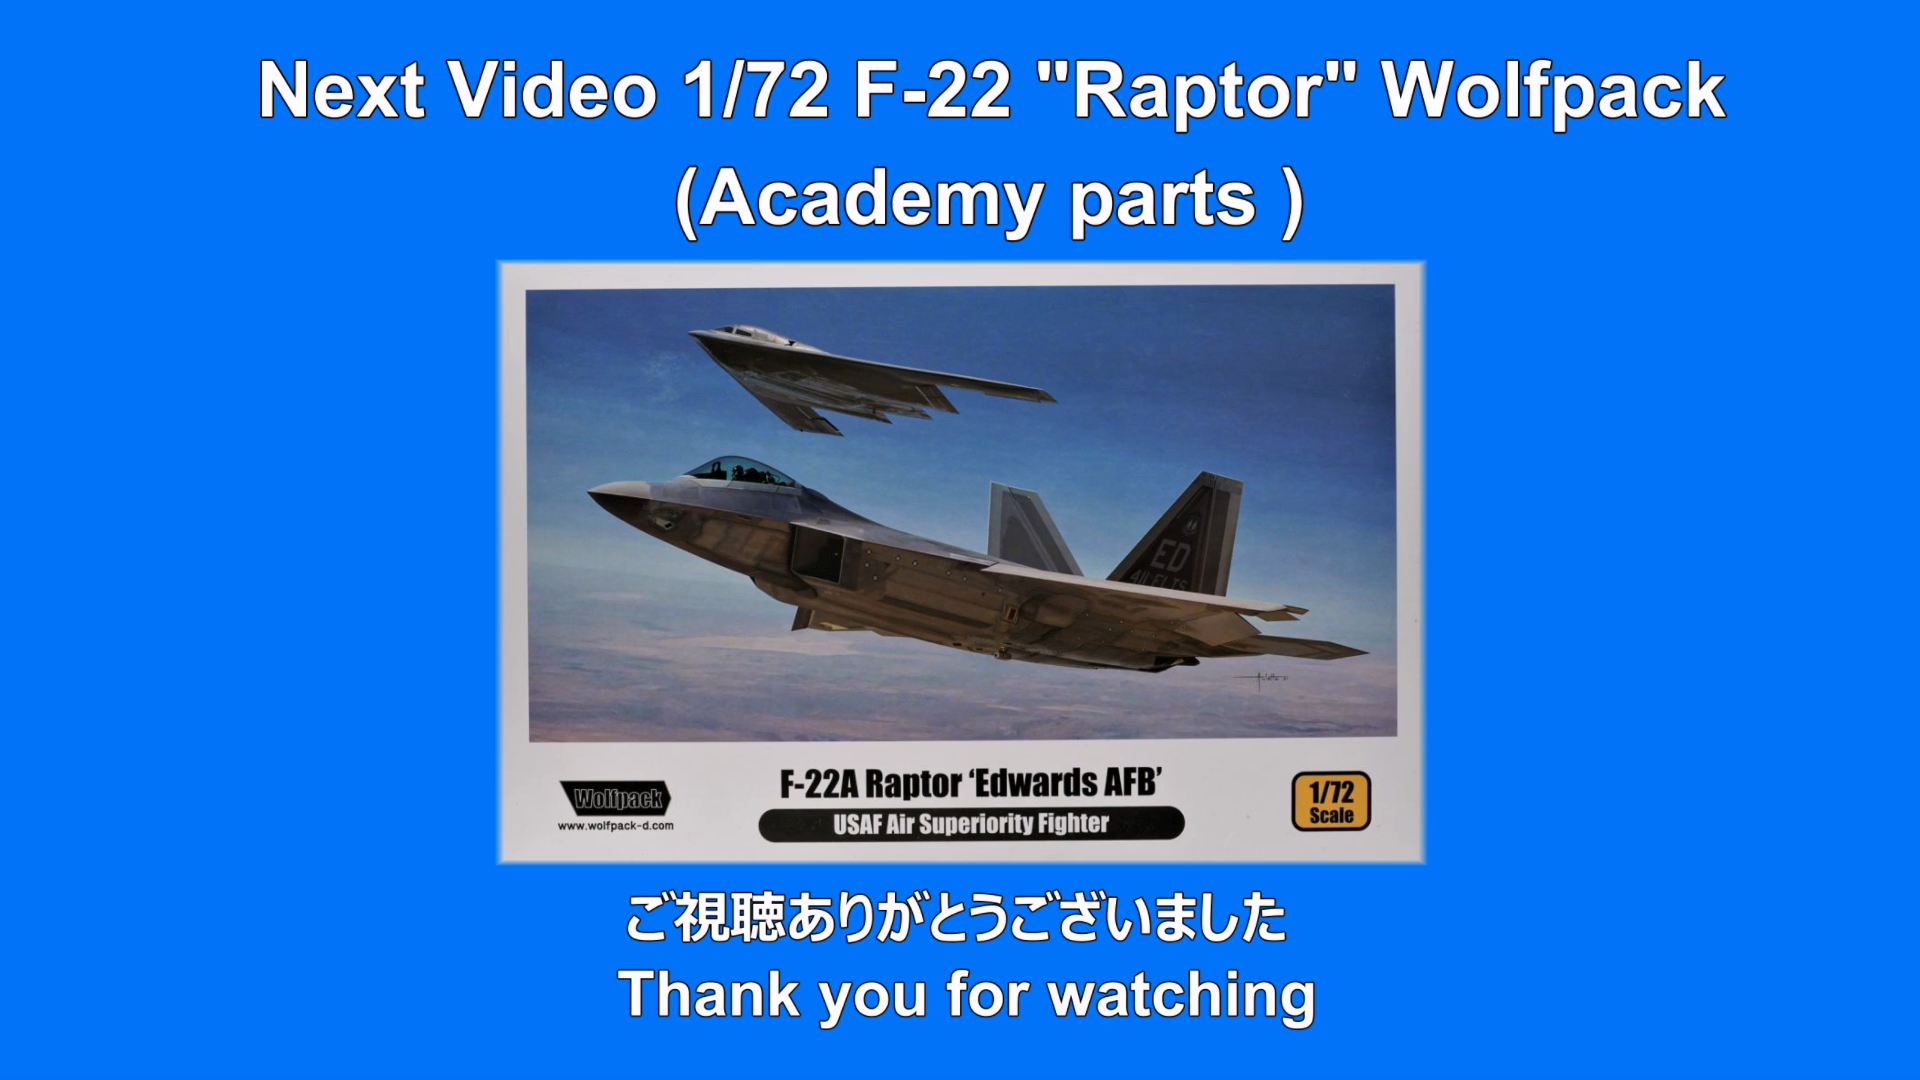 Next Video 1/72 F-22 "Raptor" Wolfpack
(Academy parts )
ED
411 FLTS
Wolfpack
www.wolfpack-d.com
F-22A Raptor ‘Edwards AFB’
USAF Air Superiority Fighter
1/72
Scale
ご視聴ありがとうございました
Thank you for watching